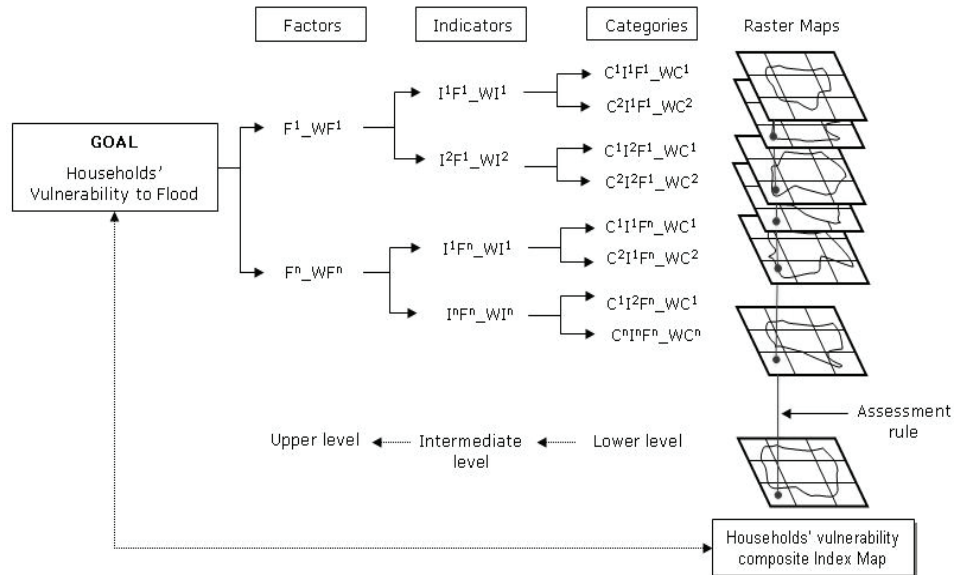 Factors
Indicators
Categories
Raster Maps
GOAL
Households'
Vulnerability to Flood
F¹_WF¹
Fⁿ_WFⁿ
I¹F¹_WI¹
I²F¹_WI²
I¹Fⁿ_WI¹
IⁿFⁿ_WIⁿ
C¹I¹F¹_WC¹
C²I¹F¹_WC²
C¹I²F¹_WC¹
C²I²F¹_WC²
C¹I¹Fⁿ_WC¹
C²I¹Fⁿ_WC²
C¹I²Fⁿ_WC¹
CⁿIⁿFⁿ_WCⁿ
Assessment
rule
Upper level
Intermediate
level
Lower level
Households' vulnerability
composite Index Map